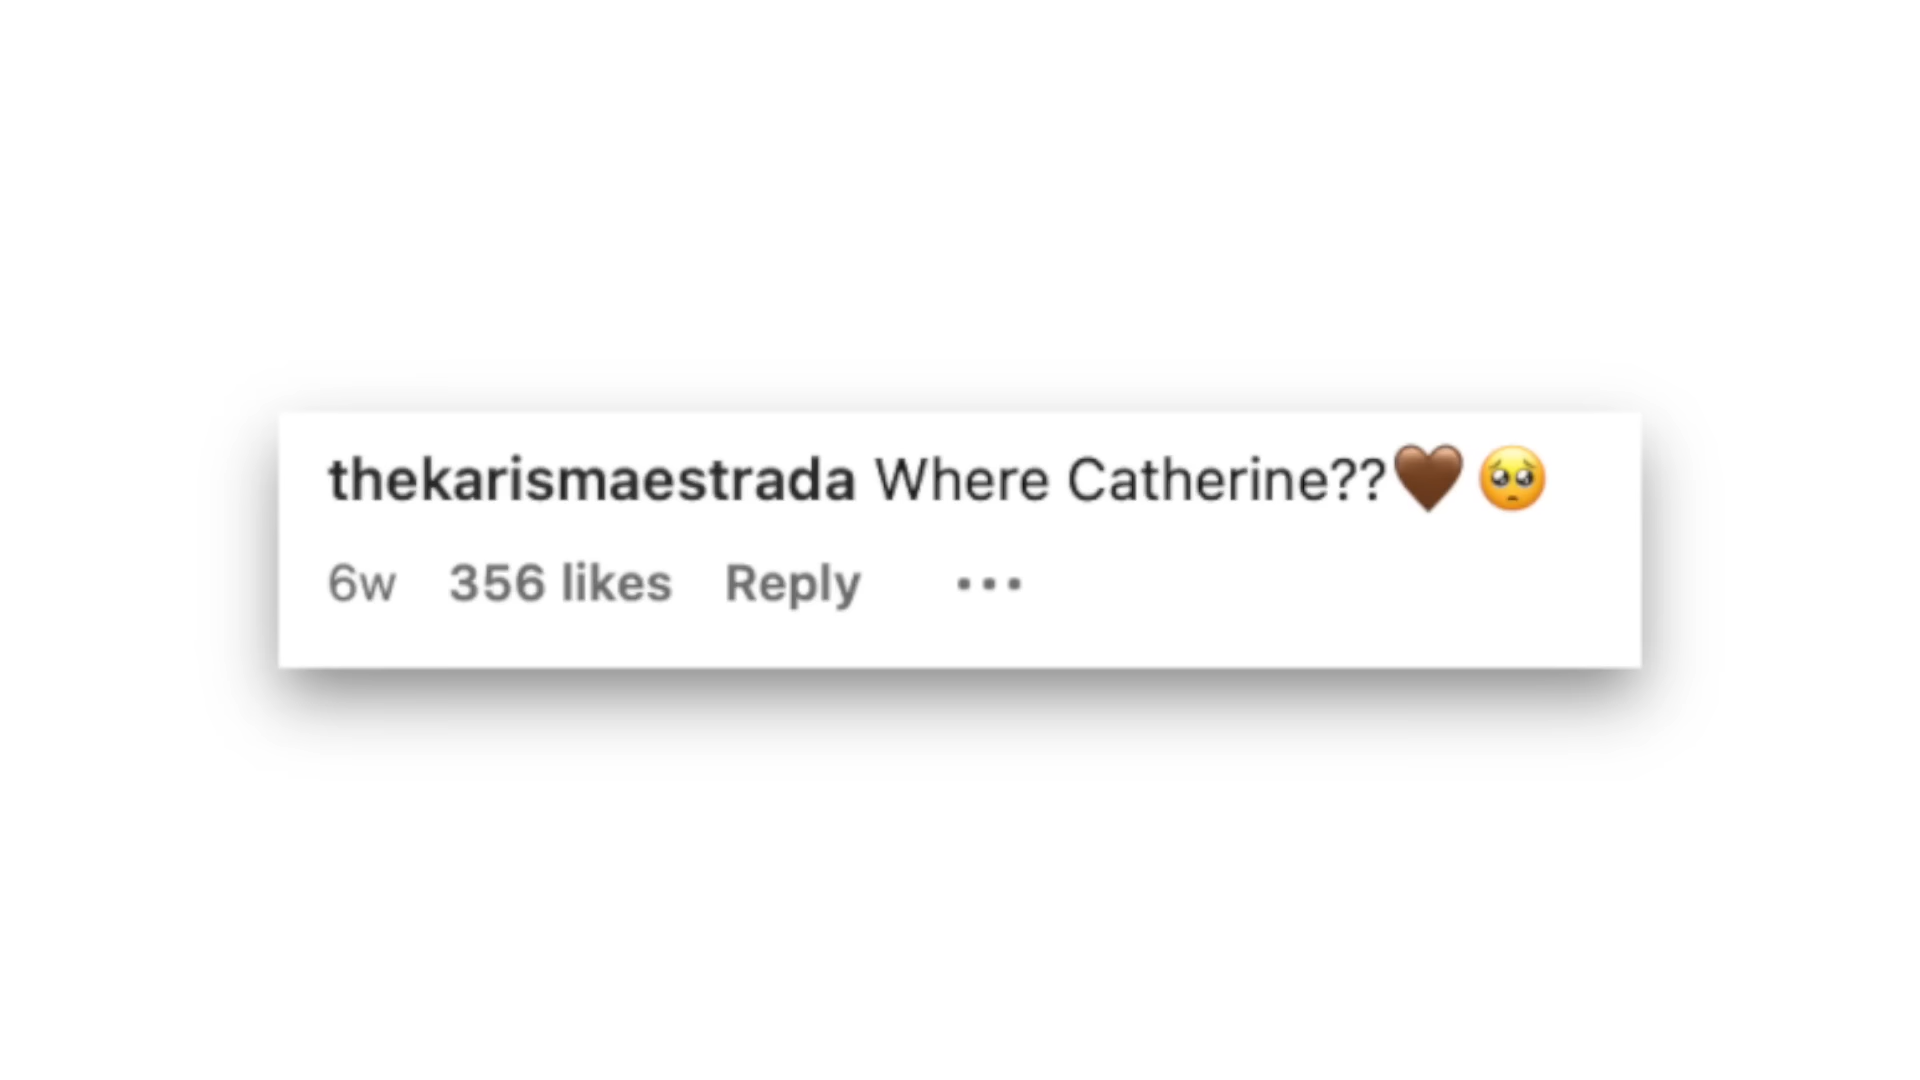 thekarismaestrada Where Catherine??🤎🥺
6w 356 likes Reply •••